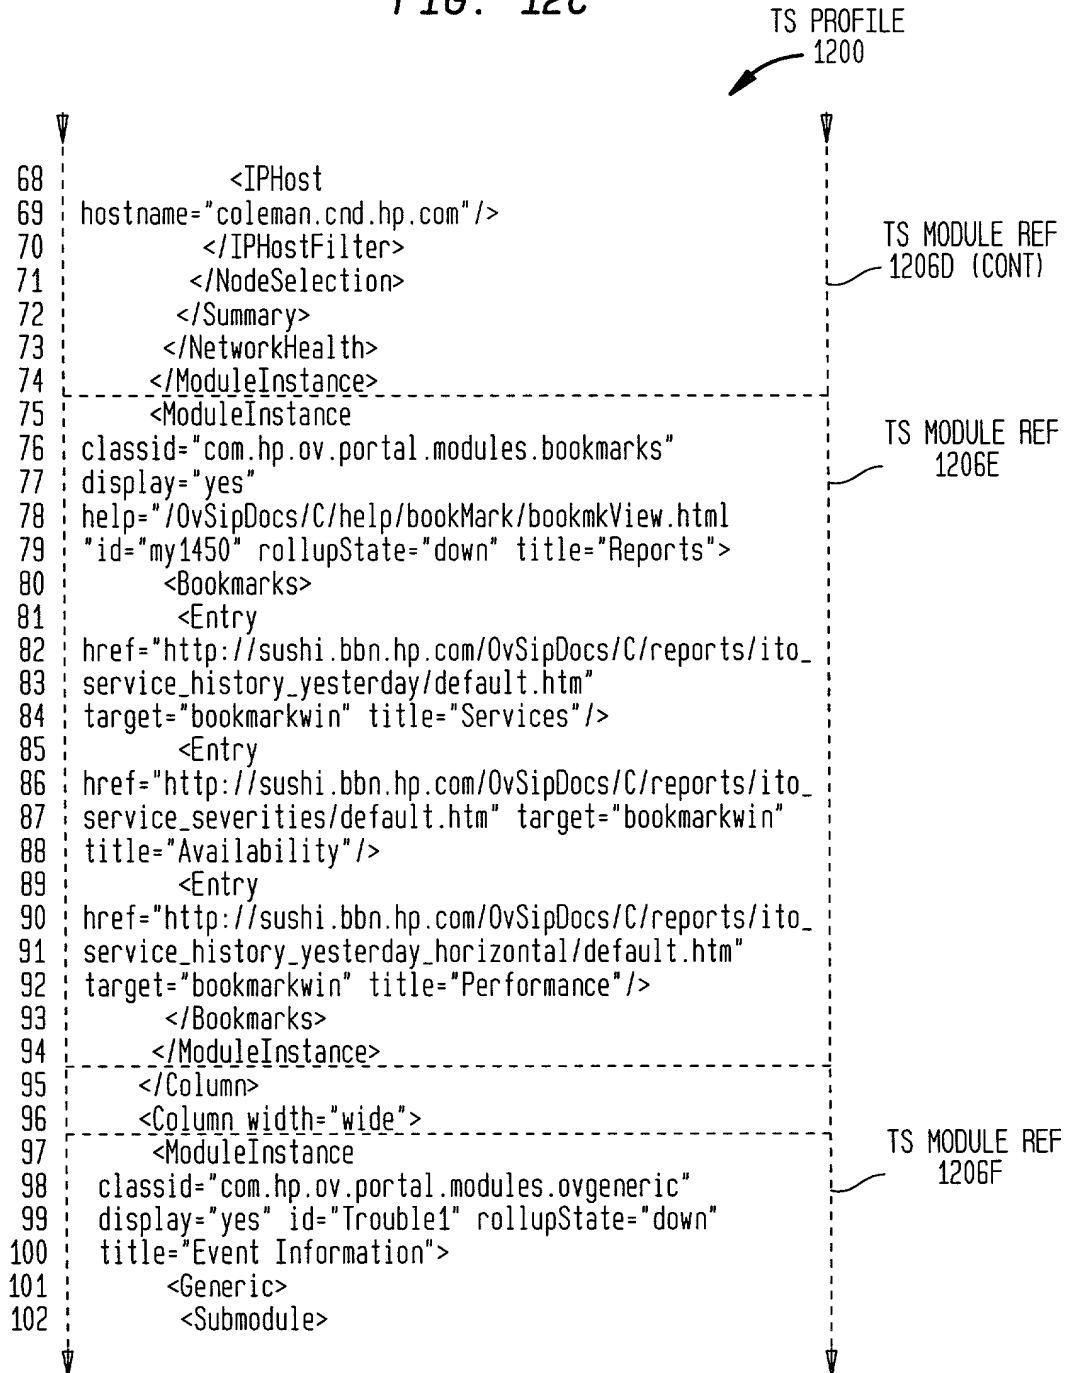 FIG. 12C
TS PROFILE
1200
68 <IPHost
69 hostname="coleman.cnd.hp.com"/>
70 </IPHostFilter>
71 </NodeSelection>
72 </Summary>
73 </NetworkHealth>
74 </ModuleInstance>
TS MODULE REF
1206D (CONT)
75 <ModuleInstance
76 classid="com.hp.ov.portal.modules.bookmarks"
77 display="yes"
78 help="/OvSipDocs/C/help/bookMark/bookmkView.html
79 "id="my1450" rollupState="down" title="Reports">
80 <Bookmarks>
81 <Entry
82 href="http://sushi.bbn.hp.com/OvSipDocs/C/reports/ito_
83 service_history_yesterday/default.htm"
84 target="bookmarkwin" title="Services"/>
85 <Entry
86 href="http://sushi.bbn.hp.com/OvSipDocs/C/reports/ito_
87 service_severities/default.htm" target="bookmarkwin"
88 title="Availability"/>
89 <Entry
90 href="http://sushi.bbn.hp.com/OvSipDocs/C/reports/ito_
91 service_history_yesterday_horizontal/default.htm"
92 target="bookmarkwin" title="Performance"/>
93 </Bookmarks>
94 </ModuleInstance>
TS MODULE REF
1206E
95 </Column>
96 <Column width="wide">
97 <ModuleInstance
98 classid="com.hp.ov.portal.modules.ovgeneric"
99 display="yes" id="Trouble1" rollupState="down"
100 title="Event Information">
101 <Generic>
102 <Submodule>
TS MODULE REF
1206F